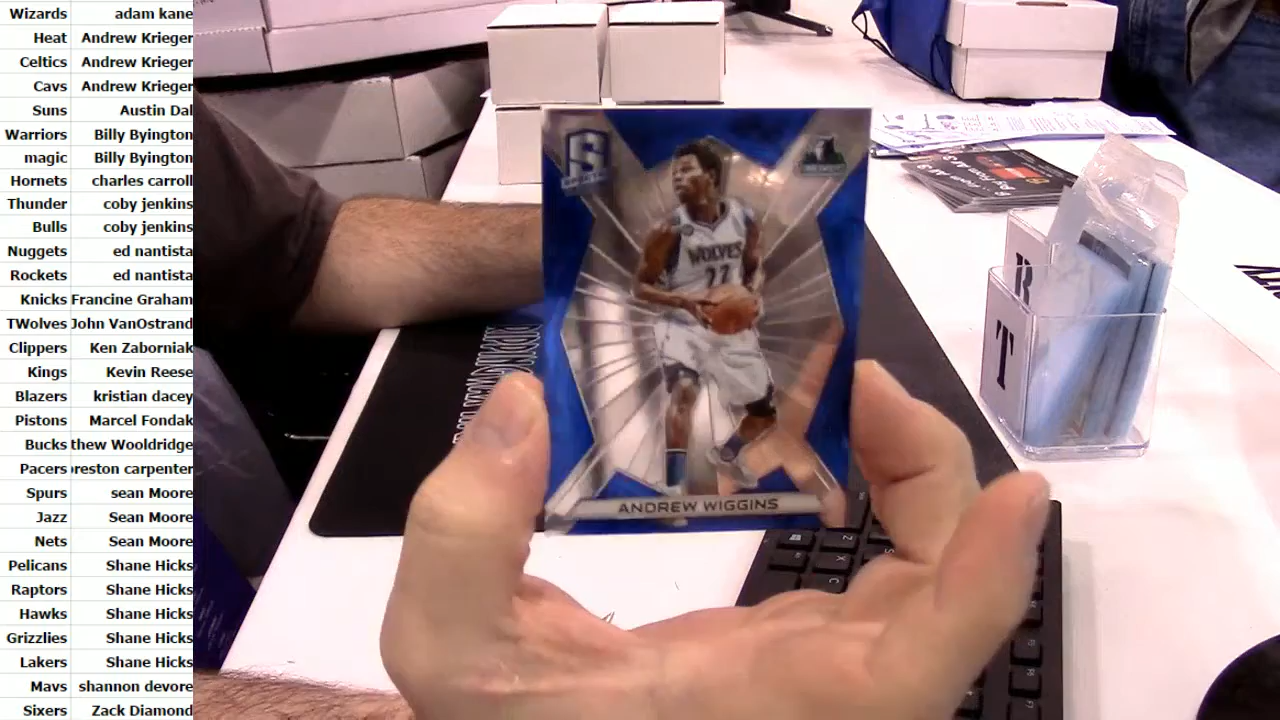 Wizards adam kane
Heat Andrew Krieger
Celtics Andrew Krieger
Cavs Andrew Krieger
Suns Austin Dal
Warriors Billy Byington
magic Billy Byington
Hornets charles carroll
Thunder coby jenkins
Bulls coby jenkins
Nuggets ed nantista
Rockets ed nantista
Knicks Francine Graham
TWolves John VanOstrand
Clippers Ken Zaborniak
Kings Kevin Reese
Blazers kristian dacey
Pistons Marcel Fondak
Bucks thew Wooldridge
Pacers reston carpenter
Spurs sean Moore
Jazz Sean Moore
Nets Sean Moore
Pelicans Shane Hicks
Raptors Shane Hicks
Hawks Shane Hicks
Grizzlies Shane Hicks
Lakers Shane Hicks
Mavs shannon devore
Sixers Zack Diamond
S
WOLVES
22
ANDREW WIGGINS
R
T
Z
X
C
S